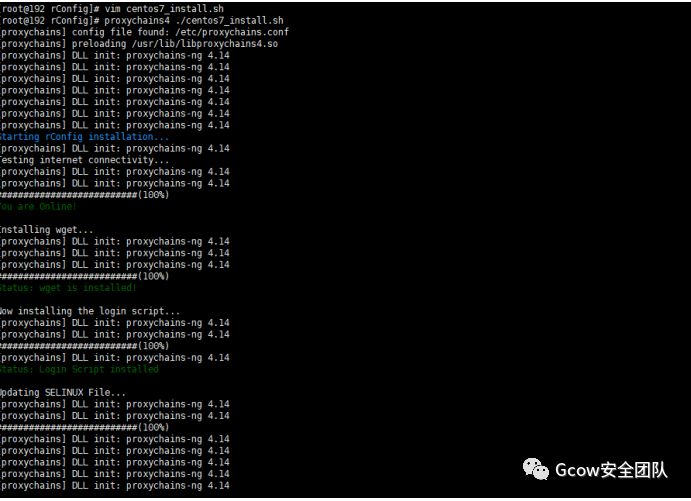 [root@192 rConfig]# vim centos7_install.sh
[root@192 rConfig]# proxychains4 ./centos7_install.sh
[proxychains] config file found: /etc/proxychains.conf
[proxychains] preloading /usr/lib/libproxychains4.so
[proxychains] DLL init: proxychains-ng 4.14
[proxychains] DLL init: proxychains-ng 4.14
[proxychains] DLL init: proxychains-ng 4.14
[proxychains] DLL init: proxychains-ng 4.14
[proxychains] DLL init: proxychains-ng 4.14
[proxychains] DLL init: proxychains-ng 4.14
[proxychains] DLL init: proxychains-ng 4.14
Starting rConfig installation...
[proxychains] DLL init: proxychains-ng 4.14
Testing internet connectivity...
[proxychains] DLL init: proxychains-ng 4.14
[proxychains] DLL init: proxychains-ng 4.14
##########################(100%)
You are Online!
Installing wget...
[proxychains] DLL init: proxychains-ng 4.14
[proxychains] DLL init: proxychains-ng 4.14
[proxychains] DLL init: proxychains-ng 4.14
##########################(100%)
Status: wget is installed!
Now installing the login script...
[proxychains] DLL init: proxychains-ng 4.14
[proxychains] DLL init: proxychains-ng 4.14
##########################(100%)
[proxychains] DLL init: proxychains-ng 4.14
Status: Login Script installed
Updating SELINUX File...
[proxychains] DLL init: proxychains-ng 4.14
[proxychains] DLL init: proxychains-ng 4.14
##########################(100%)
[proxychains] DLL init: proxychains-ng 4.14
[proxychains] DLL init: proxychains-ng 4.14
[proxychains] DLL init: proxychains-ng 4.14
[proxychains] DLL init: proxychains-ng 4.14
[proxychains] DLL init: proxychains-ng 4.14
Gcow安全团队